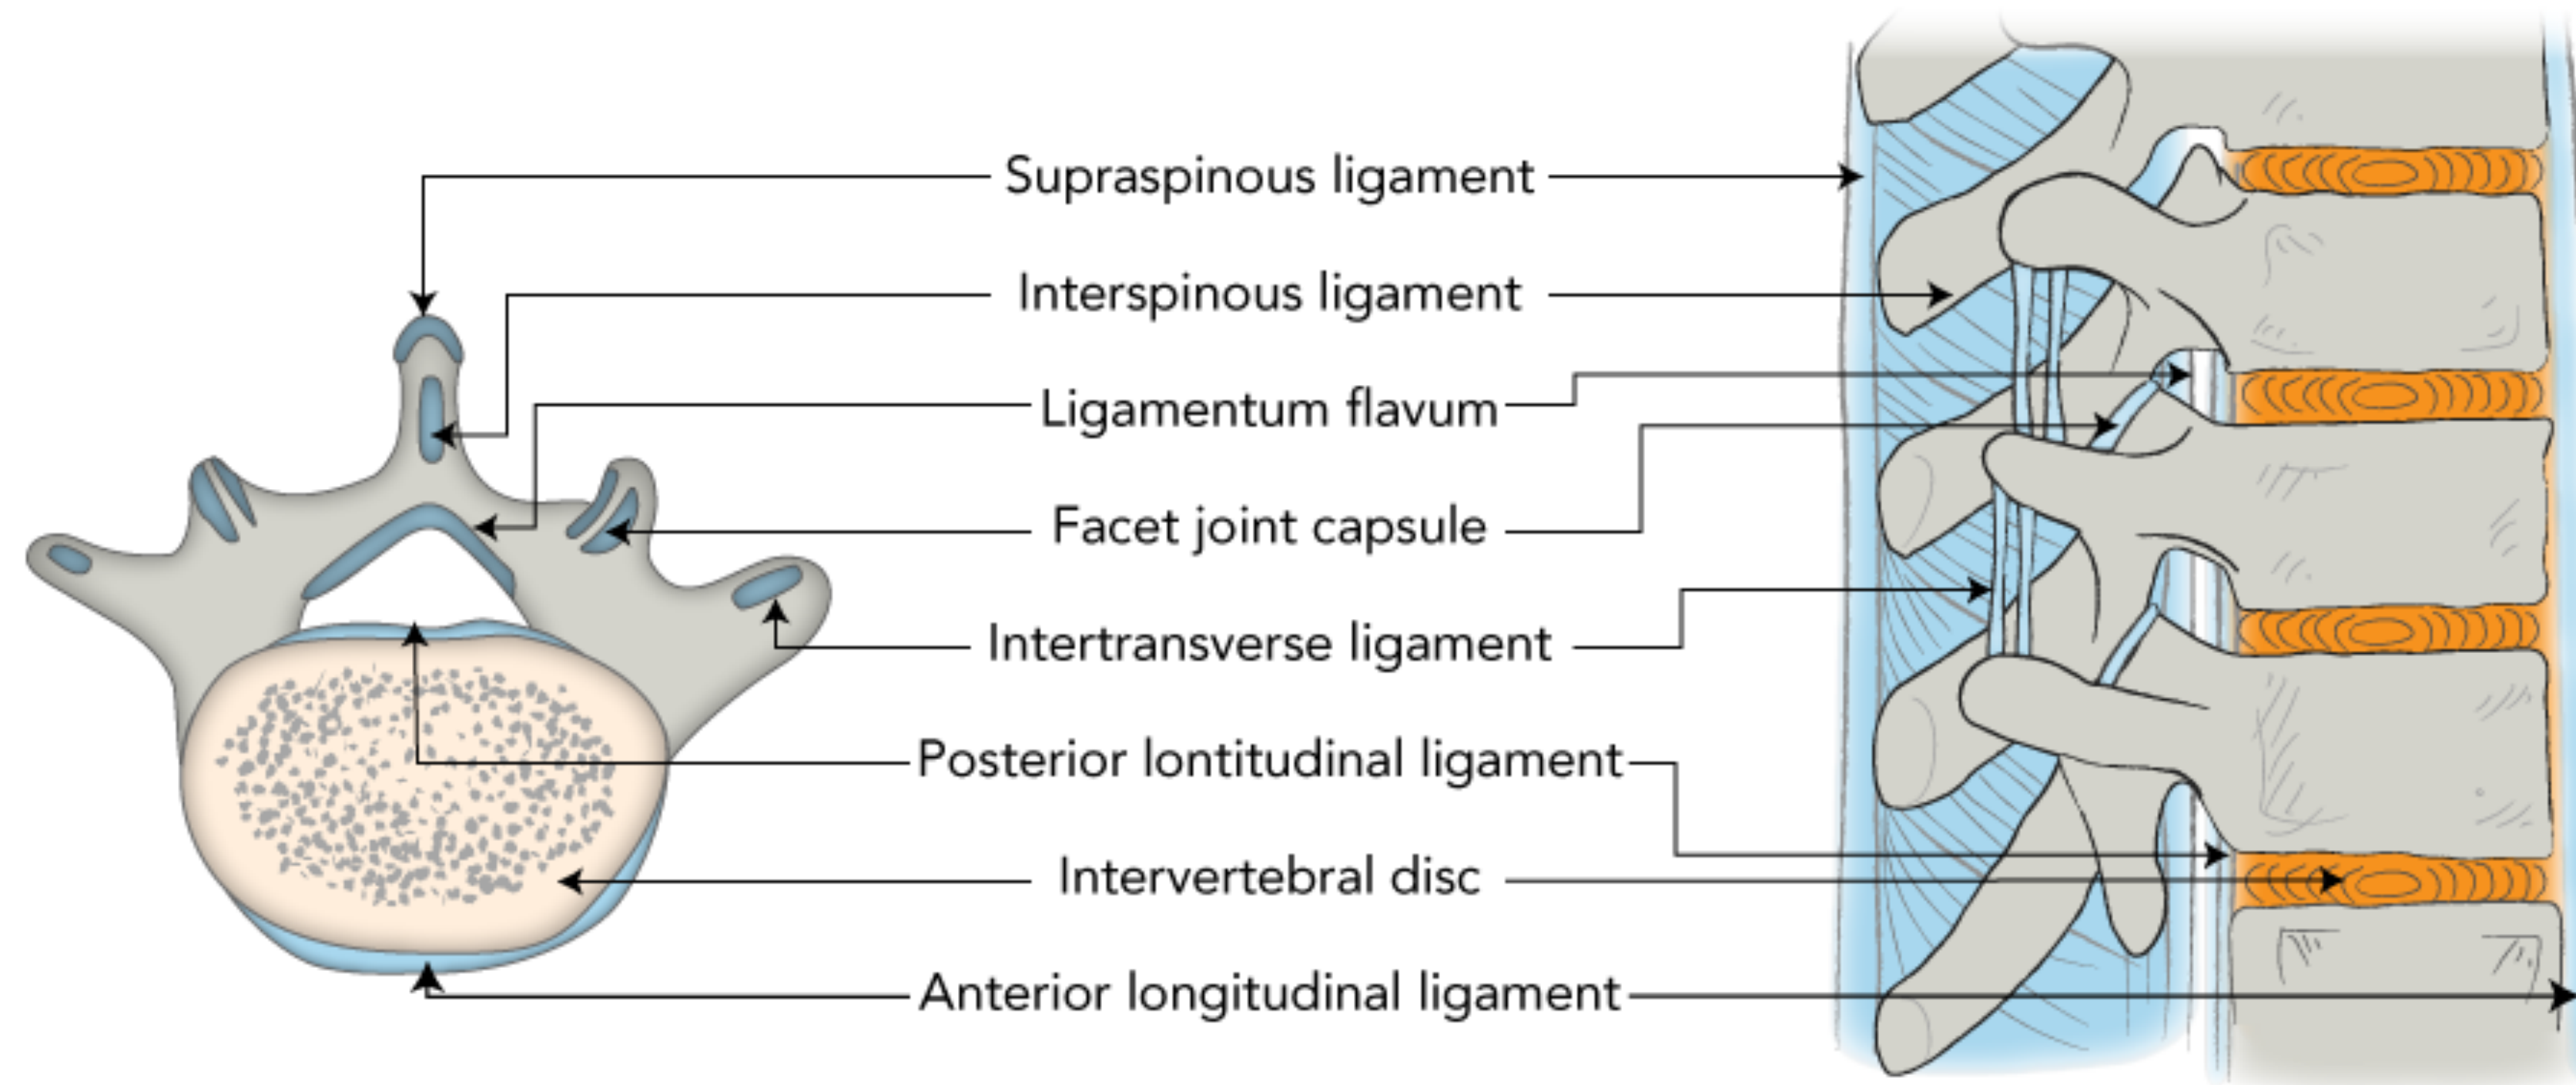 Supraspinous ligament
Interspinous ligament
Ligamentum flavum
Facet joint capsule
Intertransverse ligament
Posterior lontitudinal ligament
Intervertebral disc
Anterior longitudinal ligament